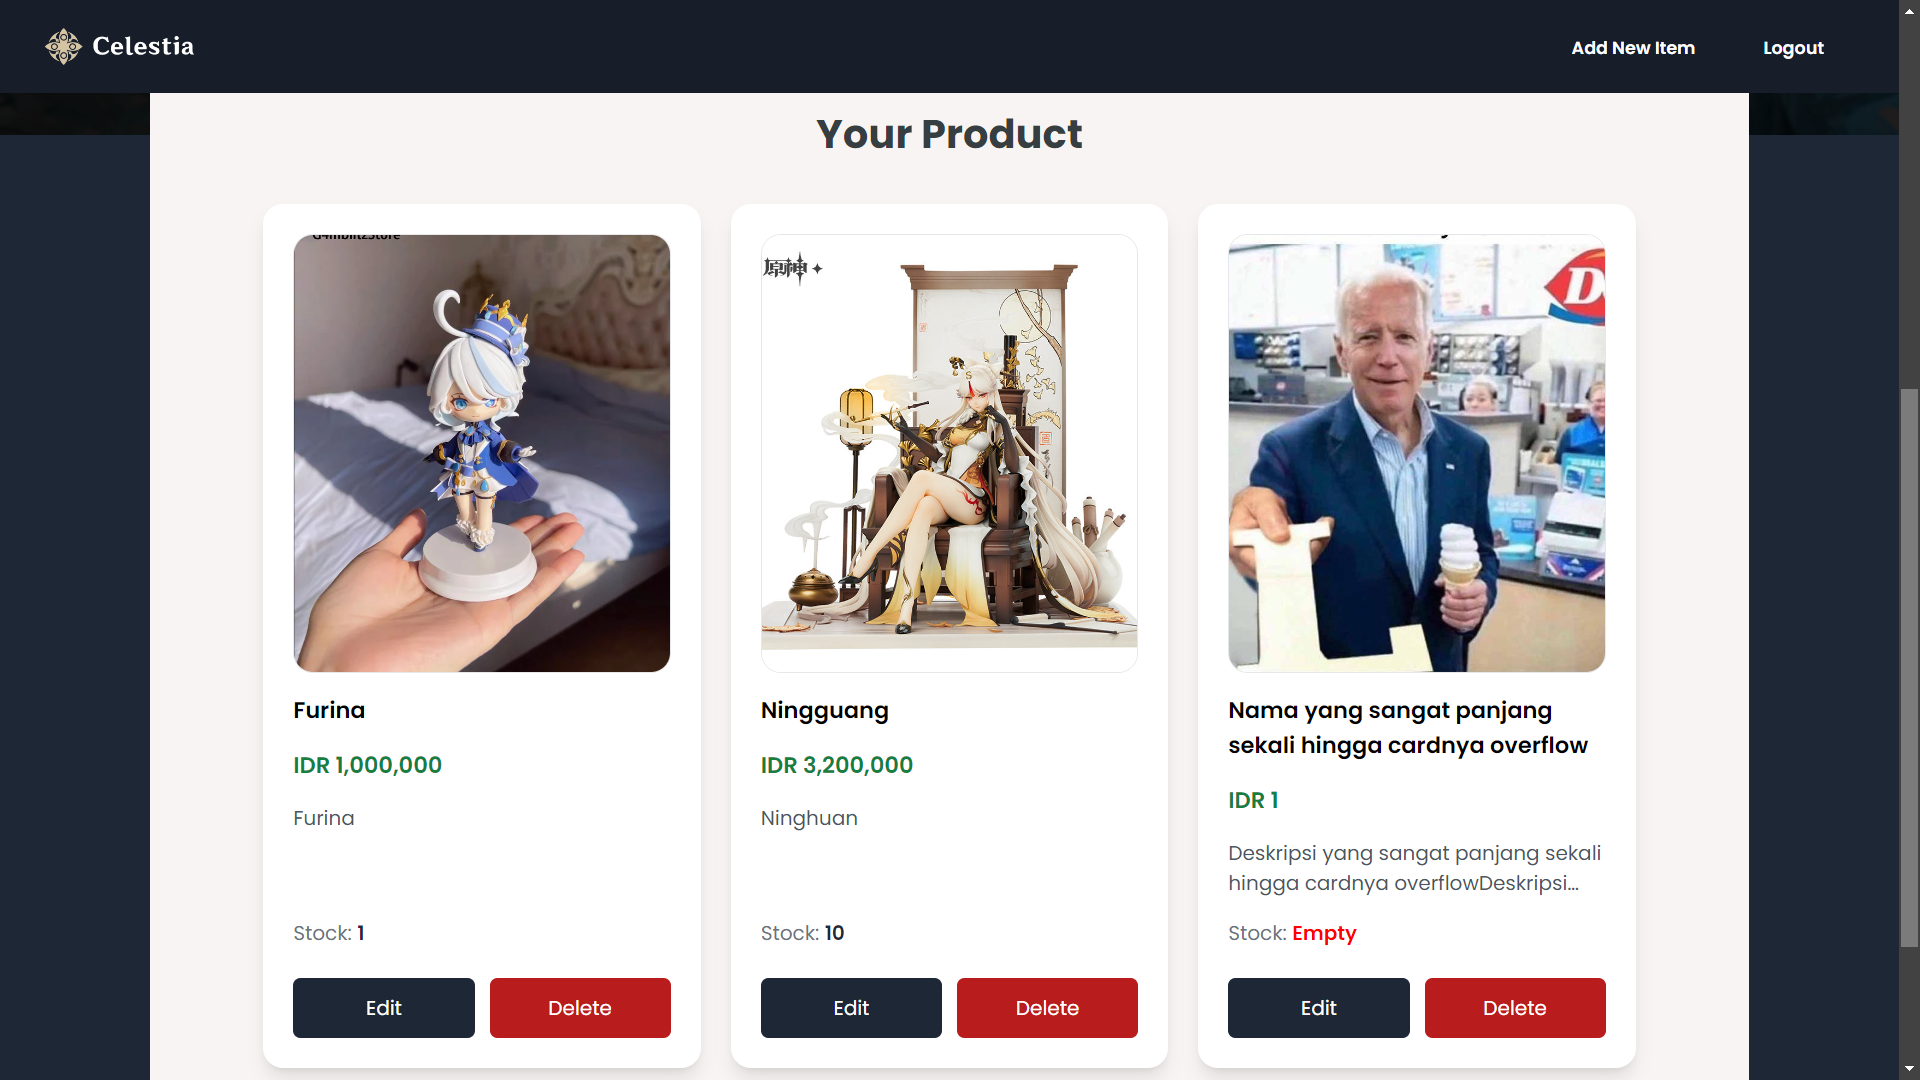 Celestia
Add New Item
Logout
Your Product
G4mblitzStore
原神
D
Furina
IDR 1,000,000
Furina
Stock: 1
Edit
Delete
Ningguang
IDR 3,200,000
Ninghuan
Stock: 10
Edit
Delete
Nama yang sangat panjang
sekali hingga cardnya overflow
IDR 1
Deskripsi yang sangat panjang sekali
hingga cardnya overflowDeskripsi...
Stock: Empty
Edit
Delete